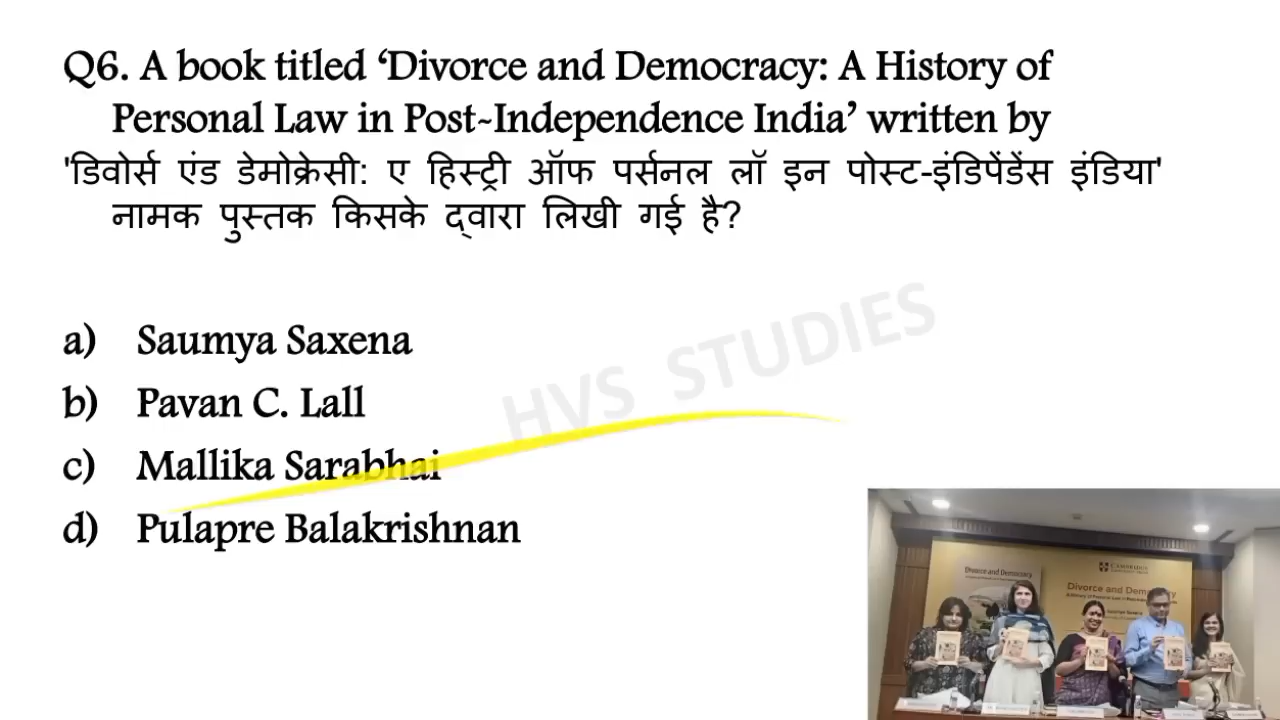 Q6. A book titled ‘Divorce and Democracy: A History of
Personal Law in Post-Independence India’ written by
'डिवोर्स एंड डेमोक्रेसी: ए हिस्ट्री ऑफ पर्सनल लॉ इन पोस्ट-इंडिपेंडेंस इंडिया'
नामक पुस्तक किसके द्वारा लिखी गई है?
HVS STUDIES
a) Saumya Saxena
b) Pavan C. Lall
c) Mallika Sarabhai
d) Pulapre Balakrishnan
Divorce and Democracy
CAMBRIDGE
Divorce and Democracy